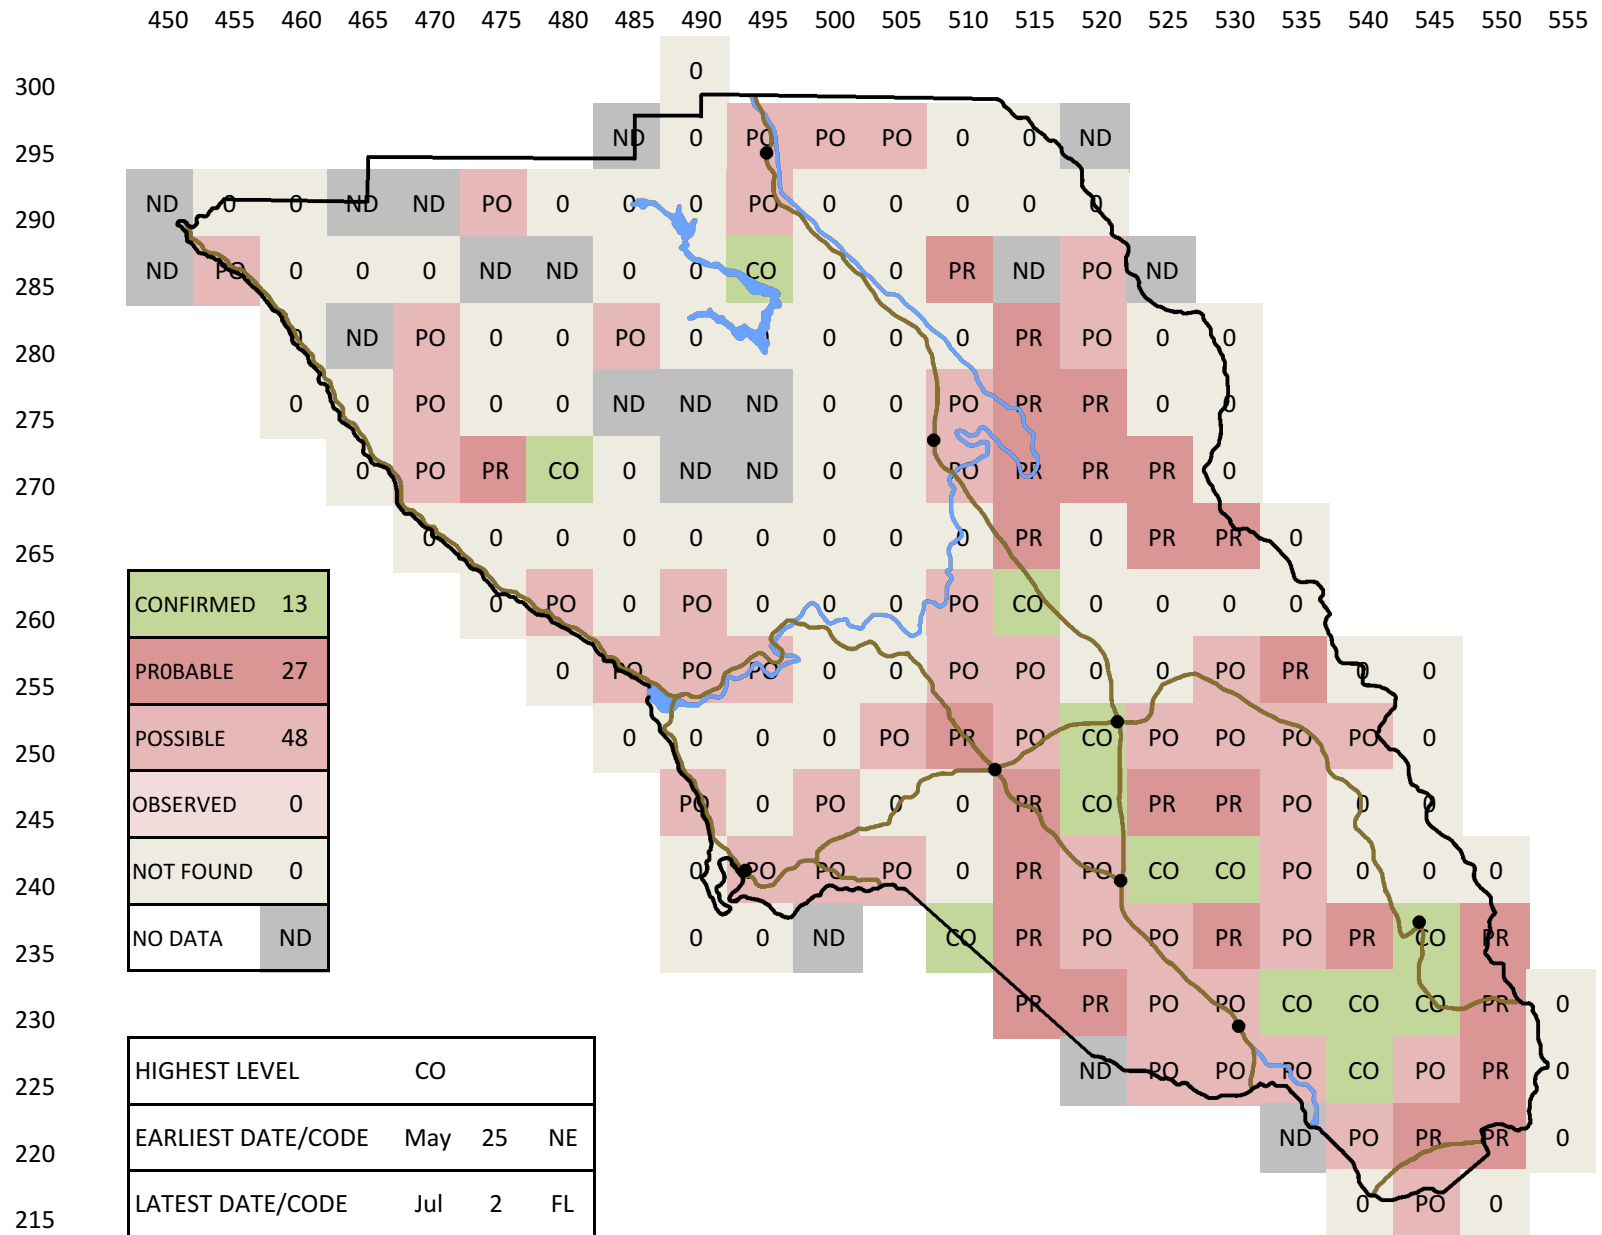 450 455 460 465 470 475 480 485 490 495 500 505 510 515 520 525 530 535 540 545 550 555
300 0
295 ND 0 PO PO PO 0 0 ND
290 ND 0 0 ND ND PO 0 0 0 PO 0 0 0 0 0
285 ND PO 0 0 0 ND ND 0 0 CO 0 0 PR ND PO ND
280 0 ND PO 0 0 PO 0 0 0 0 0 PR PO 0 0
275 0 0 PO 0 0 ND ND ND 0 0 PO PR PR 0 0
270 0 PO PR CO 0 ND ND 0 0 PO PR PR PR 0
265 0 0 0 0 0 0 0 0 0 PR 0 PR PR 0
CONFIRMED 13
260 0 PO 0 PO 0 0 0 PO CO 0 0 0 0
PR0BABLE 27
255 0 PO PO PO 0 0 PO PO 0 0 PO PR 0 0
POSSIBLE 48
250 0 0 0 0 PO PR PO CO PO PO PO PO 0
OBSERVED 0
245 PO 0 PO 0 0 PR CO PR PR PO 0 0
NOT FOUND 0
240 0 PO PO PO 0 PR PO CO CO PO 0 0 0
NO DATA ND
235 0 0 ND CO PR PO PO PR PO PR CO PR
230 PR PR PO PO CO CO CO PR 0
HIGHEST LEVEL CO
225 ND PO PO PO CO PO PR 0
EARLIEST DATE/CODE May 25 NE
220 ND PO PR PR 0
LATEST DATE/CODE Jul 2 FL
215 0 PO 0